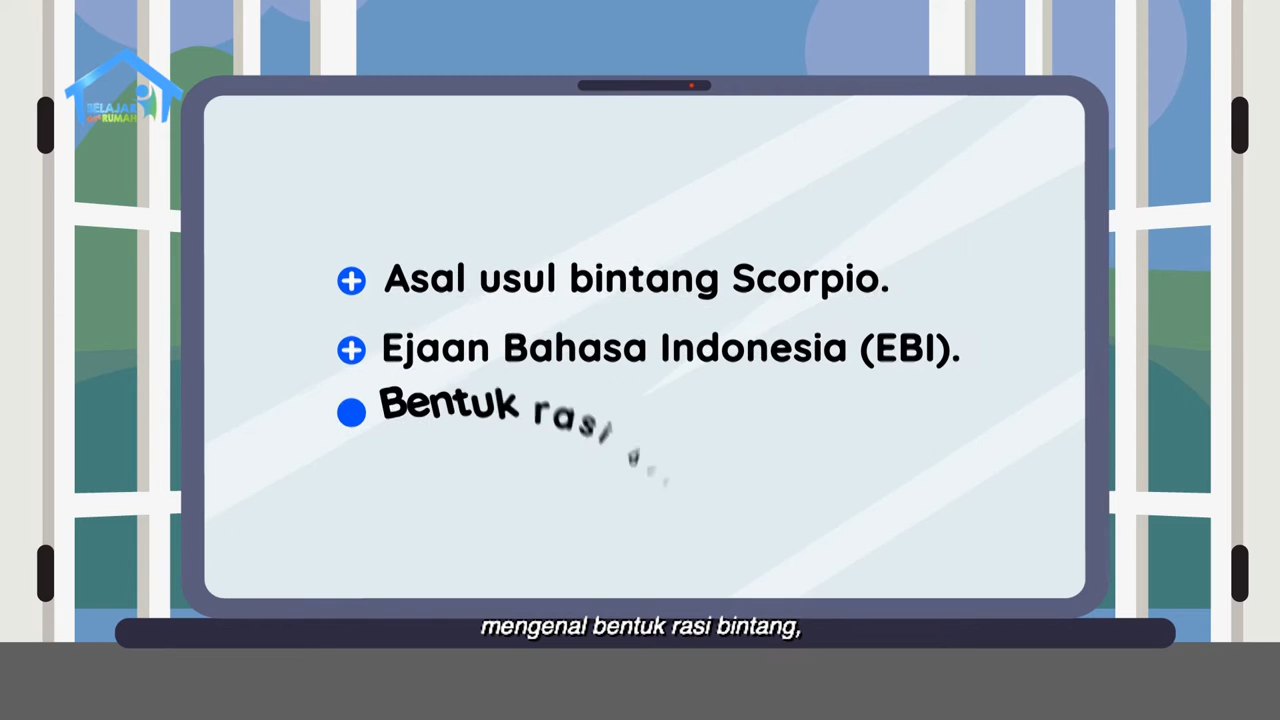 BELAJAR
RUMAH
Asal usul bintang Scorpio.
Ejaan Bahasa Indonesia (EBI).
Bentuk rasi
mengenal bentuk rasi bintang,